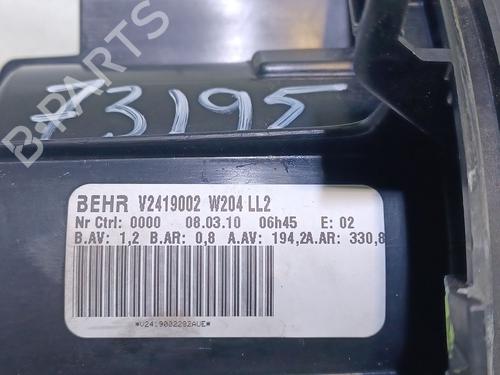 B-PARTS
73195
BEHR V2419002 W204 LL2
Nr Ctrl: 0000 08.03.10 06h45 E: 02
B.AV: 1,2 B.AR: 0,8 A.AV: 194,2A.AR: 330,8
*V2419002292AUE*